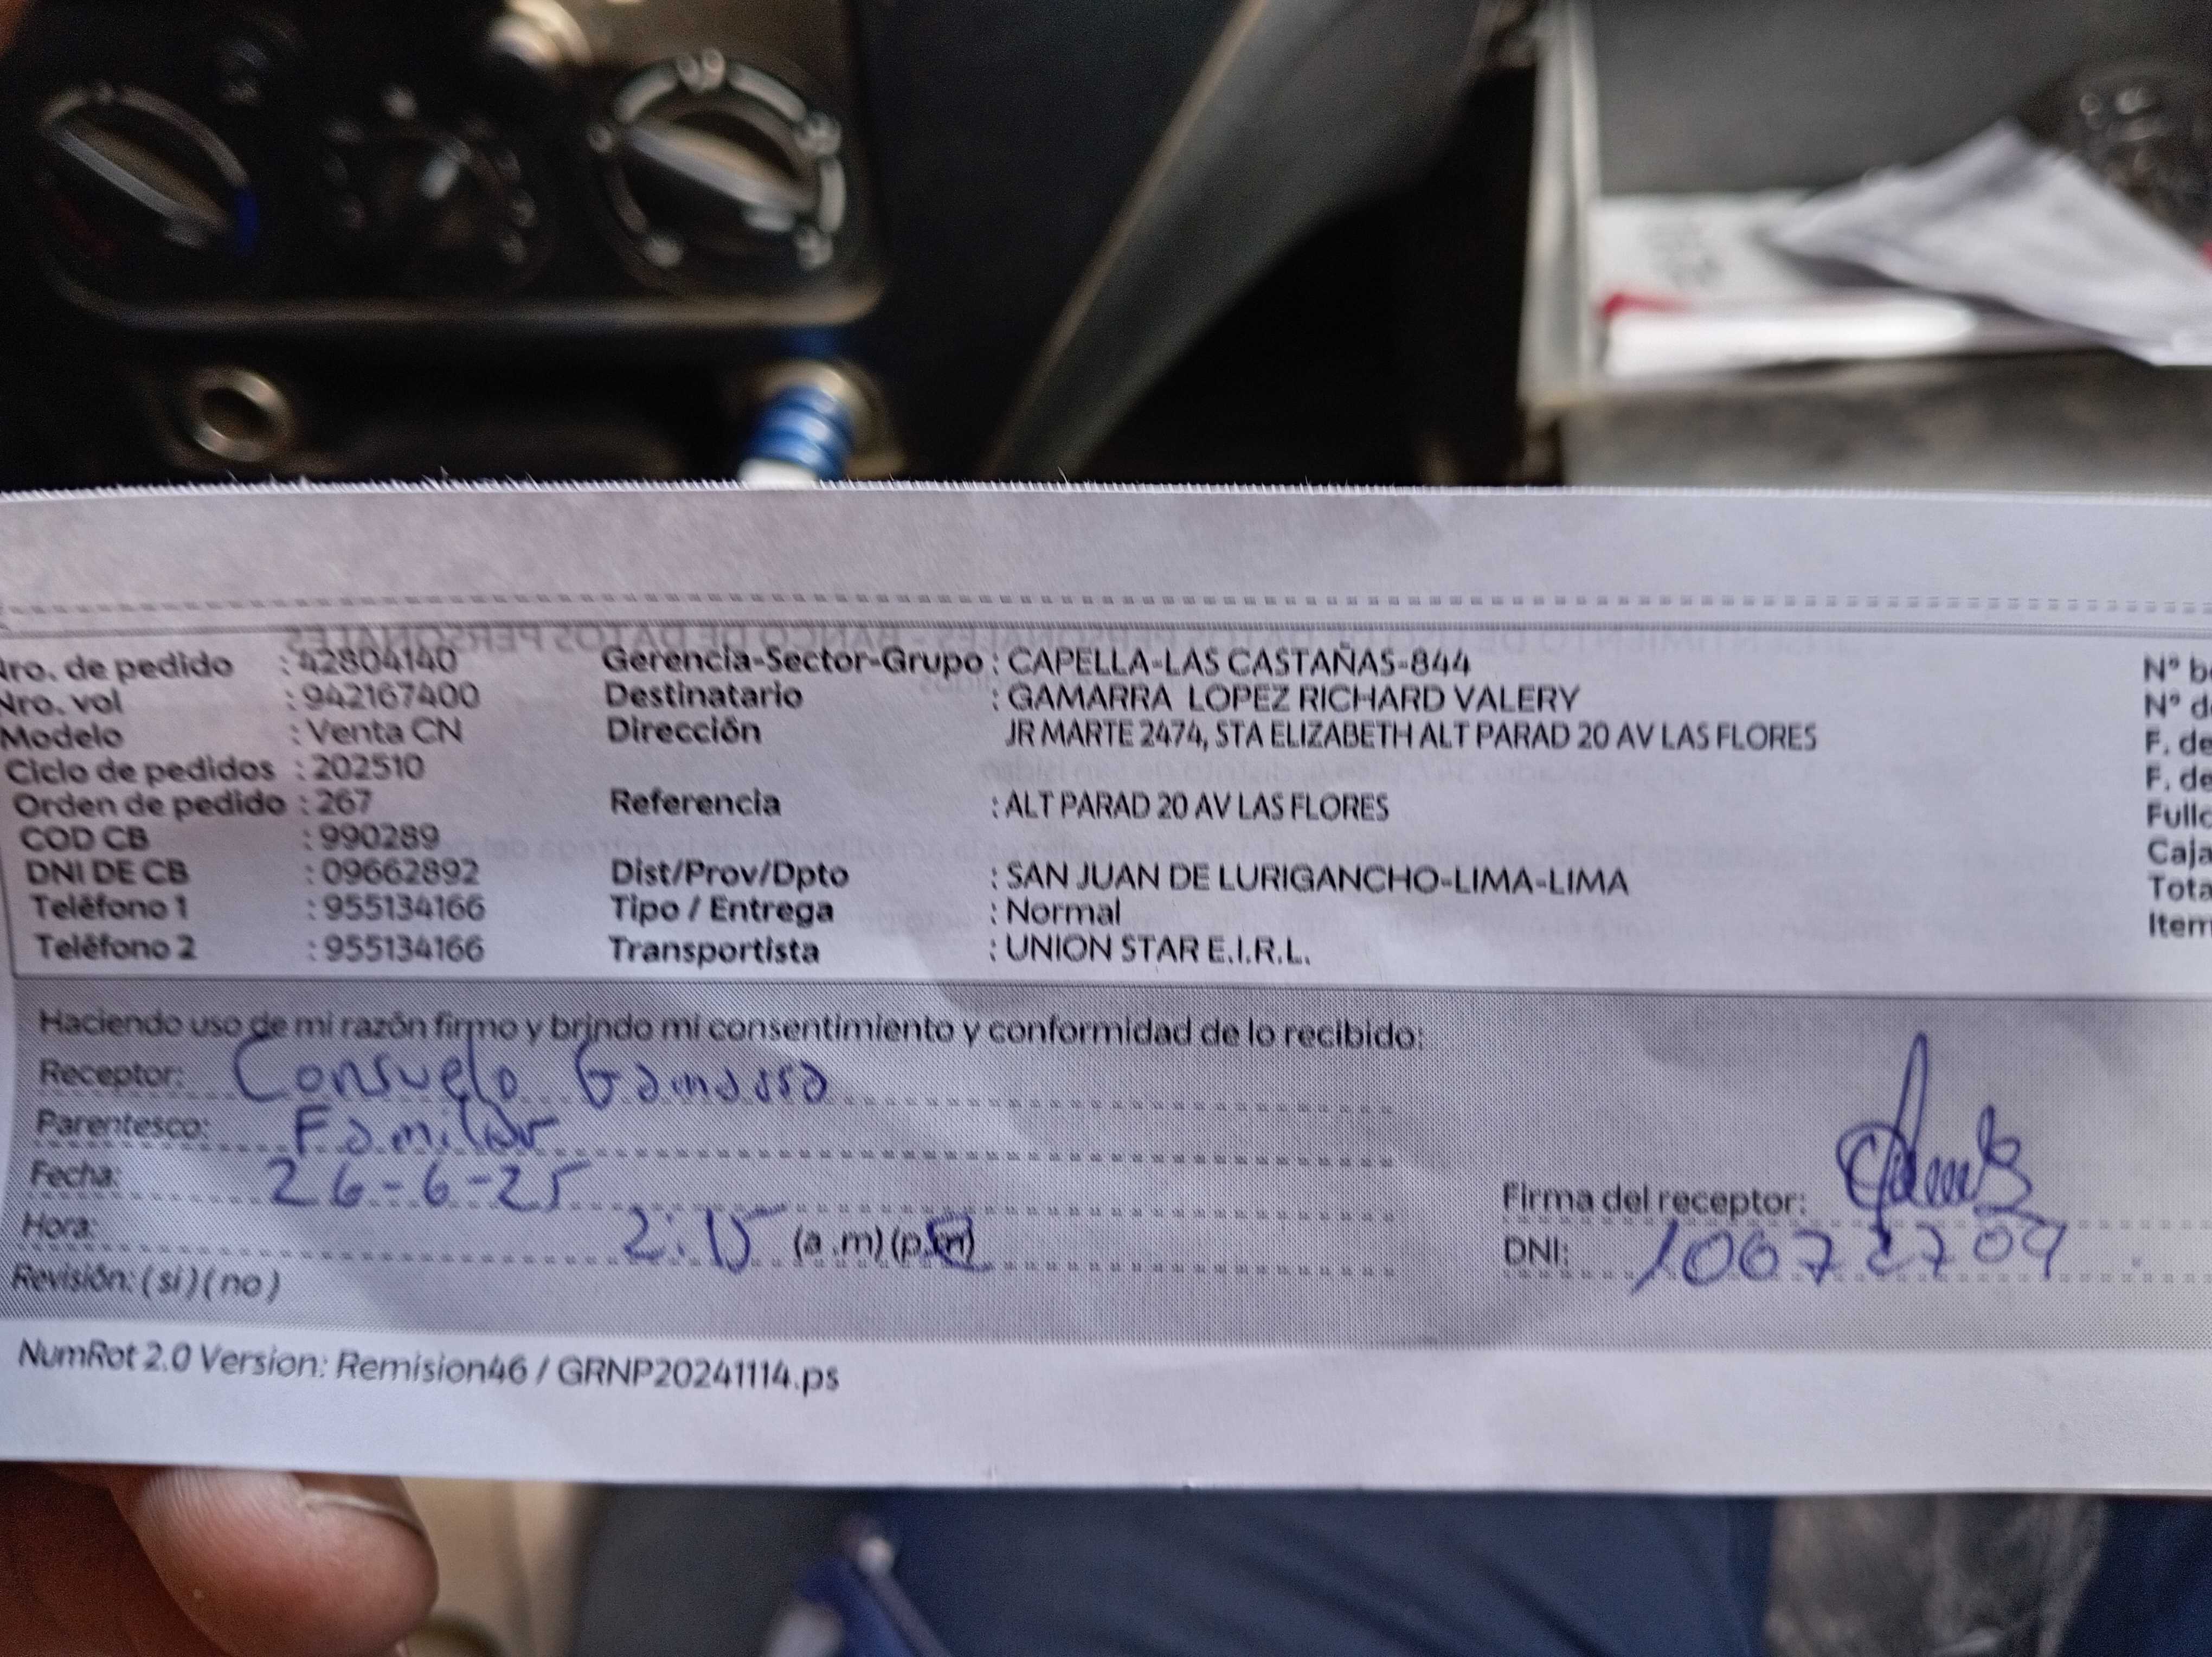 Nro. de pedido : 42804140 Gerencia-Sector-Grupo : CAPELLA-LAS CASTAÑAS-844 N°
Nro. vol : 942167400 Destinatario : GAMARRA LOPEZ RICHARD VALERY N°
Modelo : Venta CN Dirección JR MARTE 2474, STA ELIZABETH ALT PARAD 20 AV LAS FLORES F. de
Ciclo de pedidos : 202510 F. de
Orden de pedido : 267 Referencia : ALT PARAD 20 AV LAS FLORES
COD CB : 990289 Caja
DNI DE CB : 09662892 Dist/Prov/Dpto : SAN JUAN DE LURIGANCHO-LIMA-LIMA
Teléfono 1 : 955134166 Tipo / Entrega : Normal Item
Teléfono 2 : 955134166 Transportista : UNION STAR E.I.R.L.
Haciendo uso de mi razón firmo y brindo mi consentimiento y conformidad de lo recibido:
Receptor: Consuelo Gamarra
Parentesco: Familiar
Fecha: 26-6-25
Firma del receptor:
Hora: 2:15 (a .m) (p.m)
DNI:
Revisión: ( si ) ( no )
NumRot 2.0 Version: Remision46 / GRNP20241114.ps